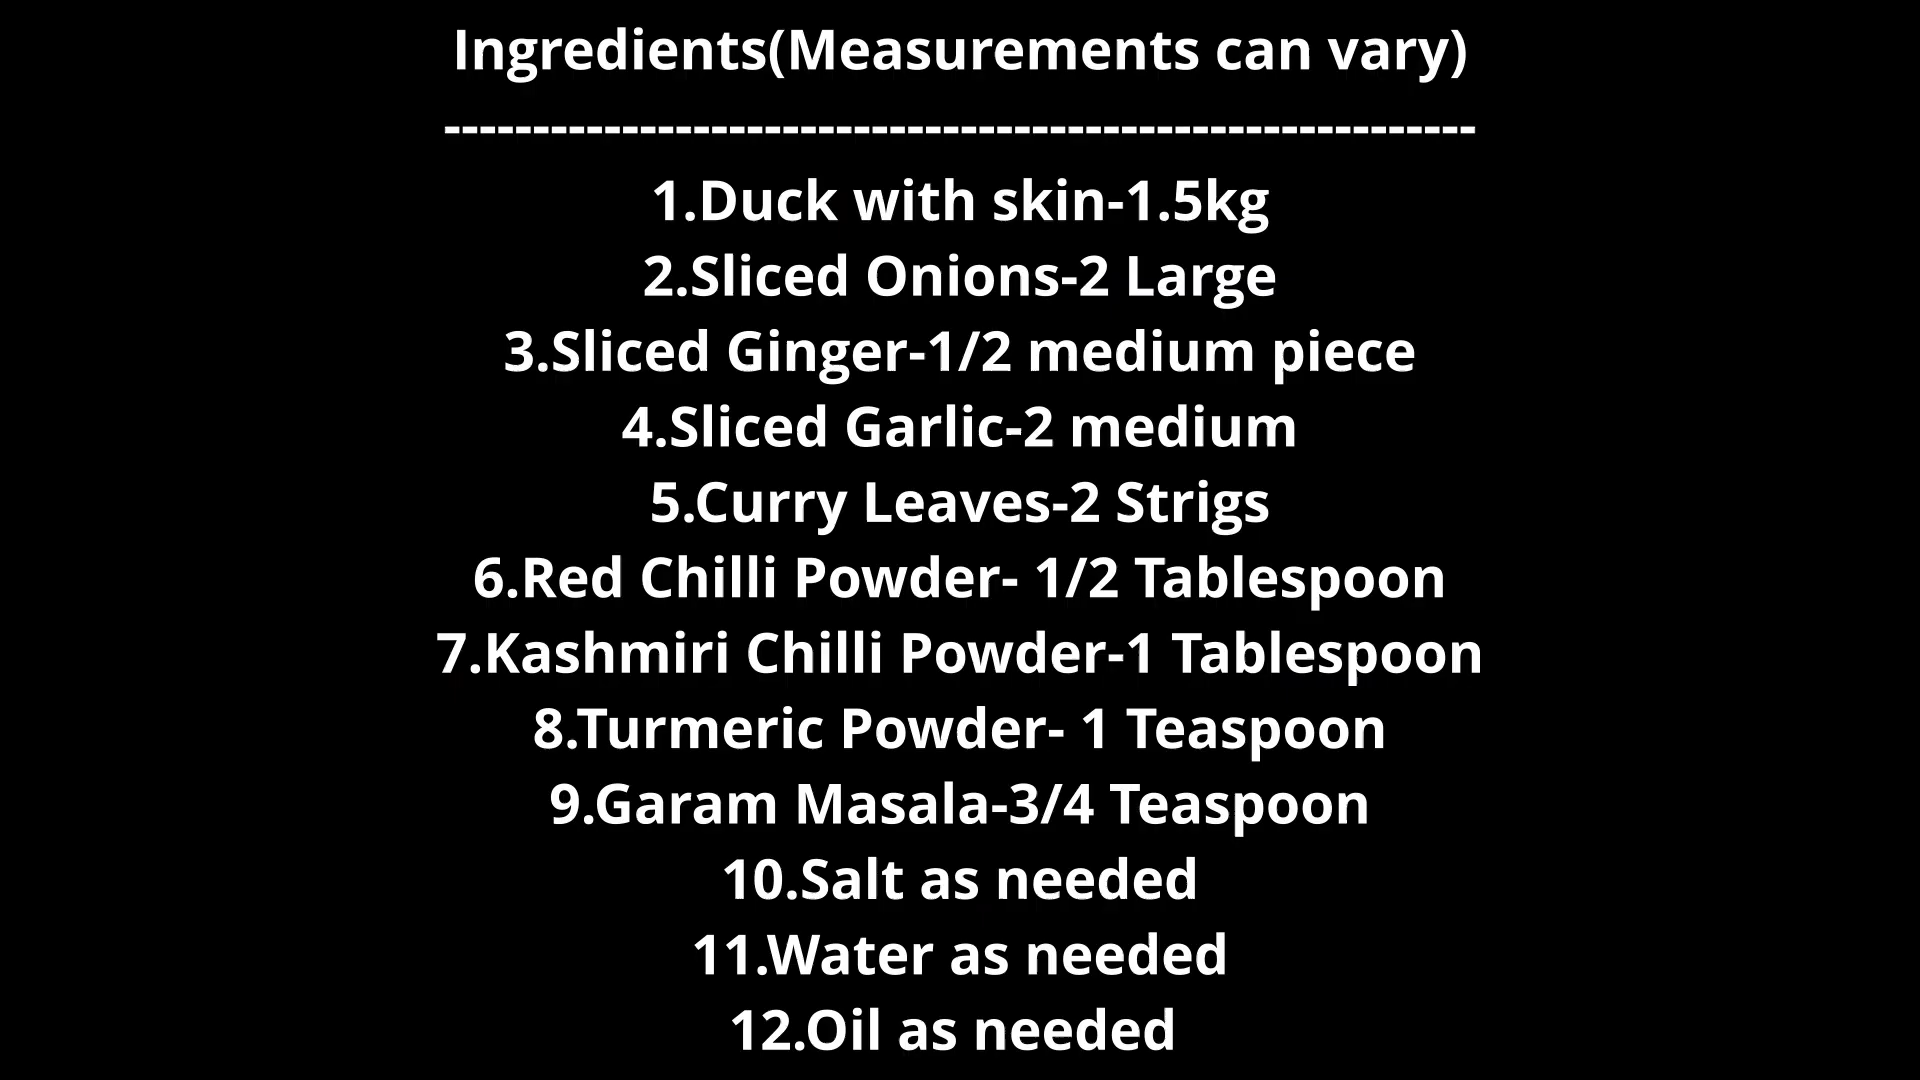 Ingredients(Measurements can vary)
----------------------------------------------------------
1.Duck with skin-1.5kg
2.Sliced Onions-2 Large
3.Sliced Ginger-1/2 medium piece
4.Sliced Garlic-2 medium
5.Curry Leaves-2 Strigs
6.Red Chilli Powder- 1/2 Tablespoon
7.Kashmiri Chilli Powder-1 Tablespoon
8.Turmeric Powder- 1 Teaspoon
9.Garam Masala-3/4 Teaspoon
10.Salt as needed
11.Water as needed
12.Oil as needed